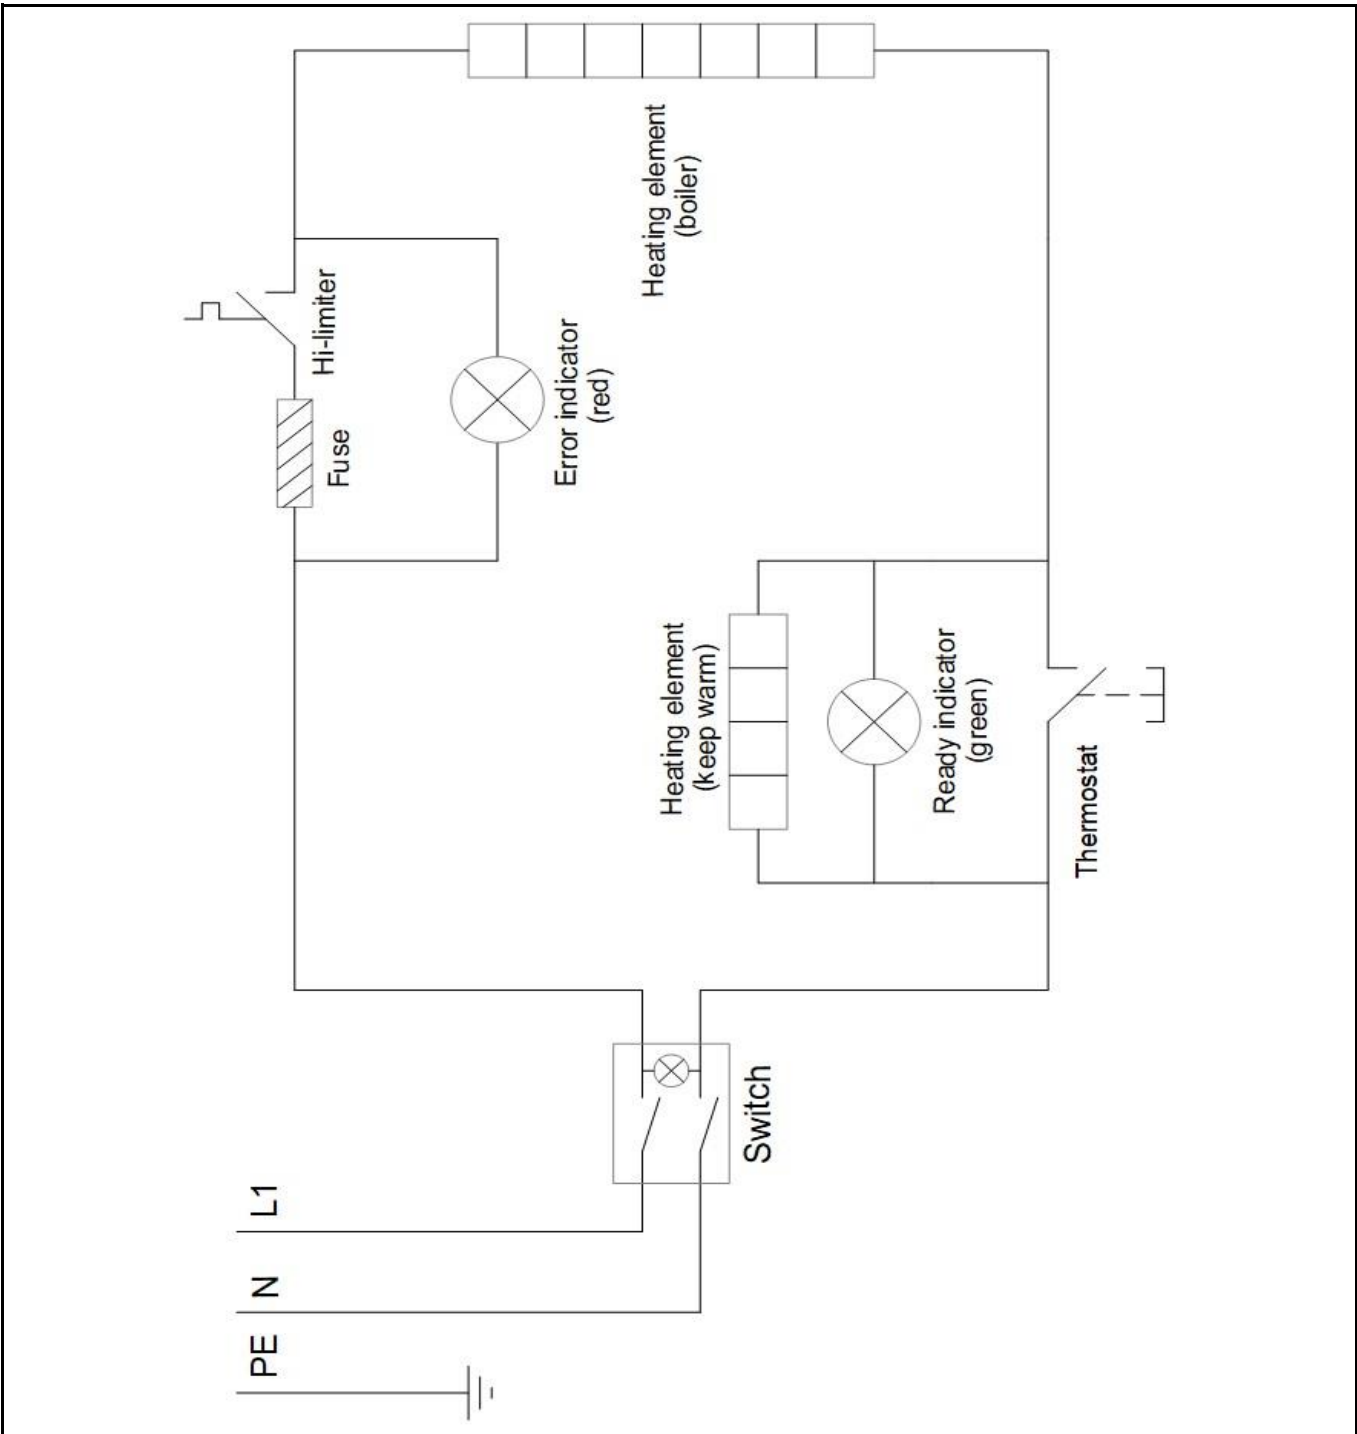 Heating element
(boiler)
Hi-limiter
Fuse
Error indicator
(red)
Heating element
(keep warm)
Ready indicator
(green)
Thermostat
Switch
L1
N
PE